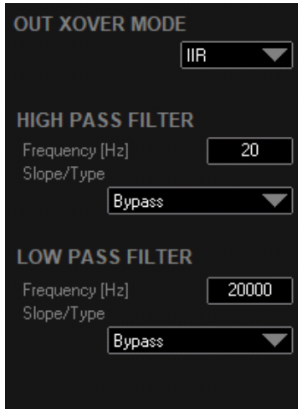 OUT XOVER MODE
IIR
HIGH PASS FILTER
Frequency [Hz] 20
Slope/Type
Bypass
LOW PASS FILTER
Frequency [Hz] 20000
Slope/Type
Bypass